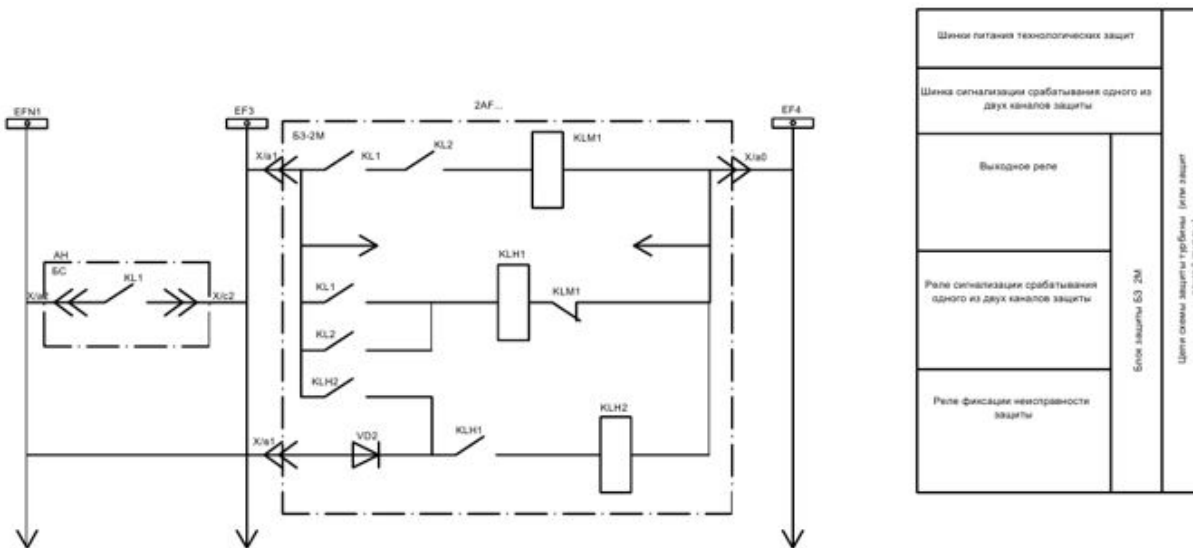 EFN1
EF3
2AF...
EF4
БЗ-2М
X/a1
KL1
KL2
KLM1
X/a0
АН
БС
KL1
KLH1
KL1
KLM1
X/c2
KL2
KLH2
KLH2
X/a1
VD2
KLH1
Шинки питания технологических защит
Шинка сигнализации срабатывания одного из
двух каналов защиты
Выходное реле
Реле сигнализации срабатывания
одного из двух каналов защиты
Реле фиксации неисправности
защиты
Блок защиты БЗ 2М
Цепи схемы защиты турбины (или защит